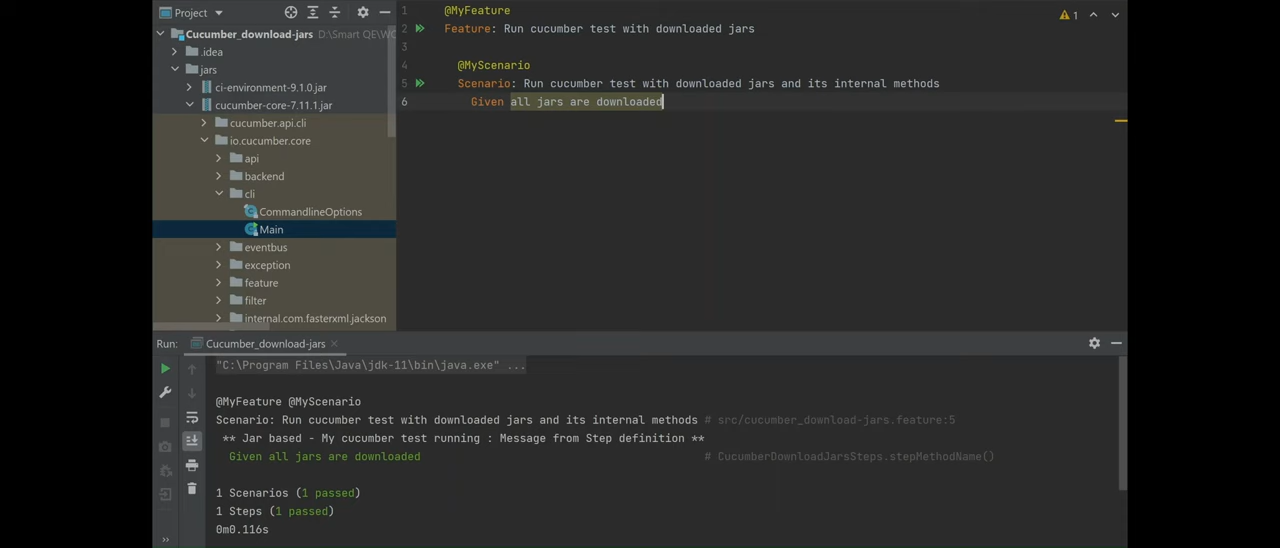 Project
Cucumber_download-jars D:\Smart QE\WO
.idea
jars
ci-environment-9.1.0.jar
cucumber-core-7.11.1.jar
cucumber.api.cli
io.cucumber.core
api
backend
cli
CommandlineOptions
Main
eventbus
exception
feature
filter
internal.com.fasterxml.jackson
1 @MyFeature
2 Feature: Run cucumber test with downloaded jars
3
4 @MyScenario
5 Scenario: Run cucumber test with downloaded jars and its internal methods
6 Given all jars are downloaded
1
Run: Cucumber_download-jars
"C:\Program Files\Java\jdk-11\bin\java.exe" ...
@MyFeature @MyScenario
Scenario: Run cucumber test with downloaded jars and its internal methods # src/cucumber_download-jars.feature:5
** Jar based - My cucumber test running : Message from Step definition **
Given all jars are downloaded # CucumberDownloadJarsSteps.stepMethodName()
1 Scenarios (1 passed)
1 Steps (1 passed)
0m0.116s